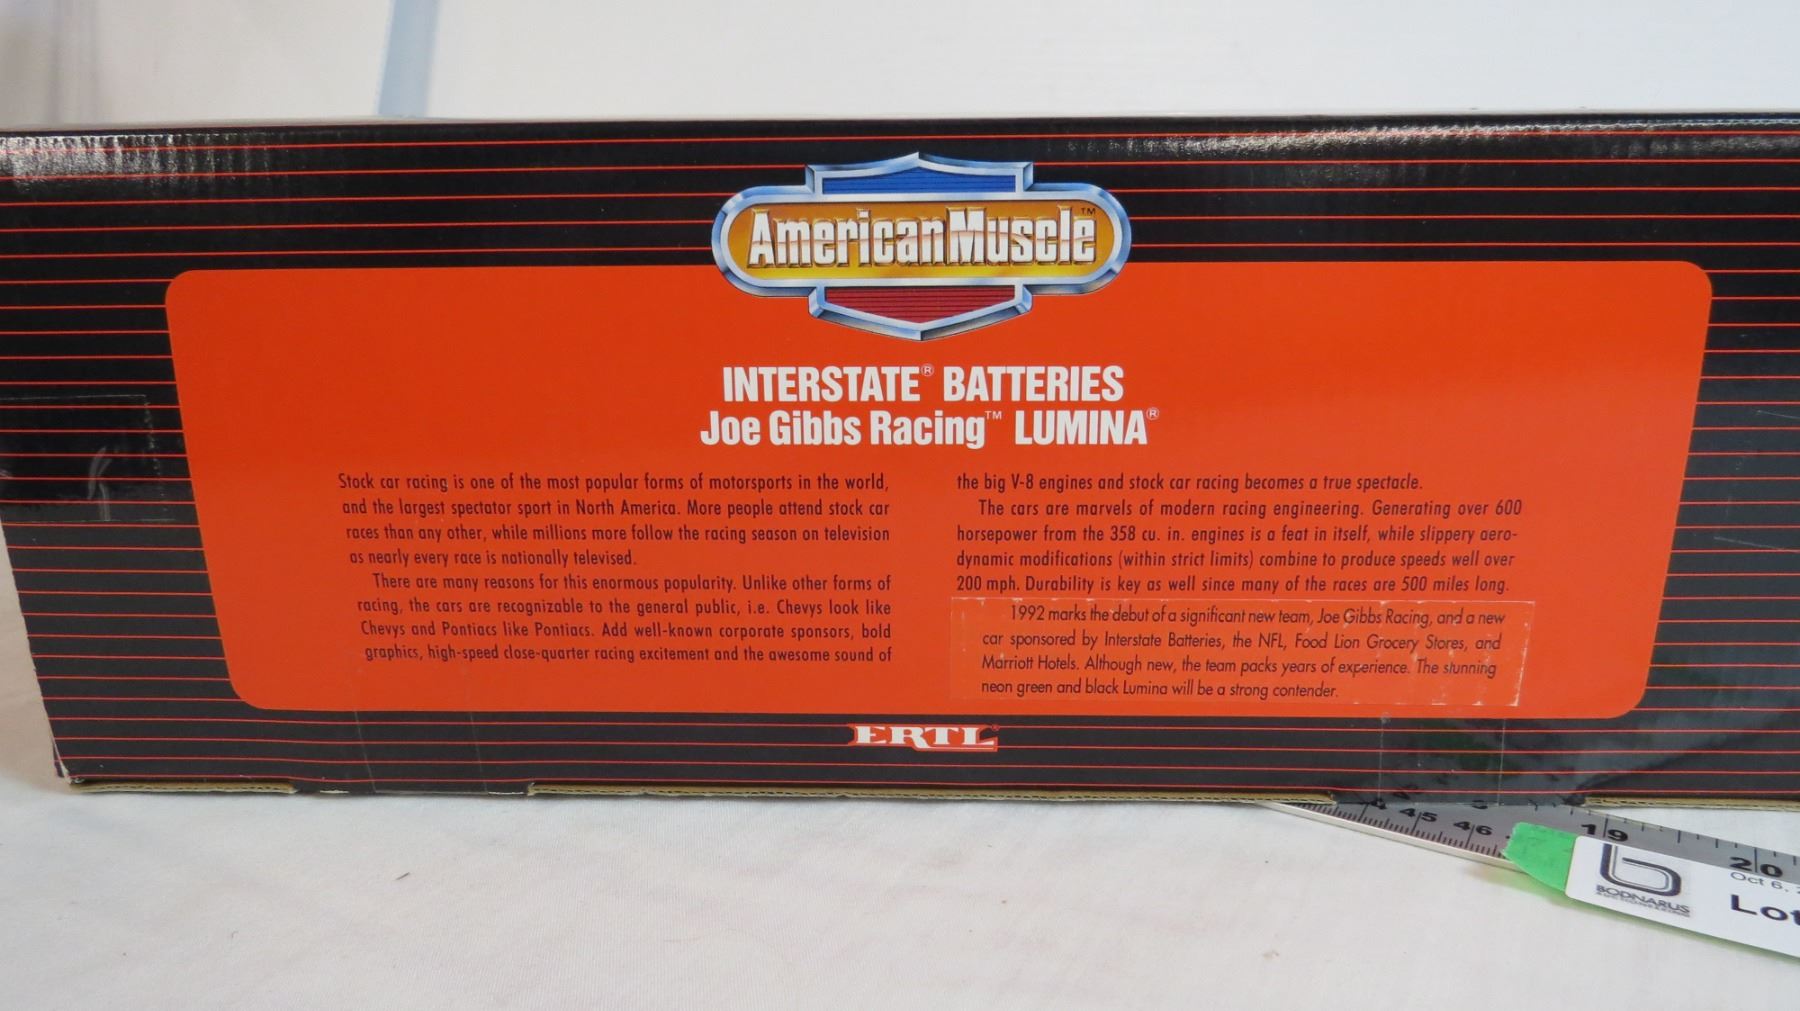 AmericanMuscle™
INTERSTATE® BATTERIES
Joe Gibbs Racing™ LUMINA®
Stock car racing is one of the most popular forms of motorsports in the world,
and the largest spectator sport in North America. More people attend stock car
races than any other, while millions more follow the racing season on television
as nearly every race is nationally televised.
There are many reasons for this enormous popularity. Unlike other forms of
racing, the cars are recognizable to the general public, i.e. Chevys look like
Chevys and Pontiacs like Pontiacs. Add well-known corporate sponsors, bold
graphics, high-speed close-quarter racing excitement and the awesome sound of
the big V-8 engines and stock car racing becomes a true spectacle.
The cars are marvels of modern racing engineering. Generating over 600
horsepower from the 358 cu. in. engines is a feat in itself, while slippery aero-
dynamic modifications (within strict limits) combine to produce speeds well over
200 mph. Durability is key as well since many of the races are 500 miles long.
1992 marks the debut of a significant new team, Joe Gibbs Racing, and a new
car sponsored by Interstate Batteries, the NFL, Food Lion Grocery Stores, and
Marriott Hotels. Although new, the team packs years of experience. The stunning
neon green and black Lumina will be a strong contender.
ERTL®
45 46
19 20
BODNARUS
AUCTIONEERING
Oct 6,
Lot